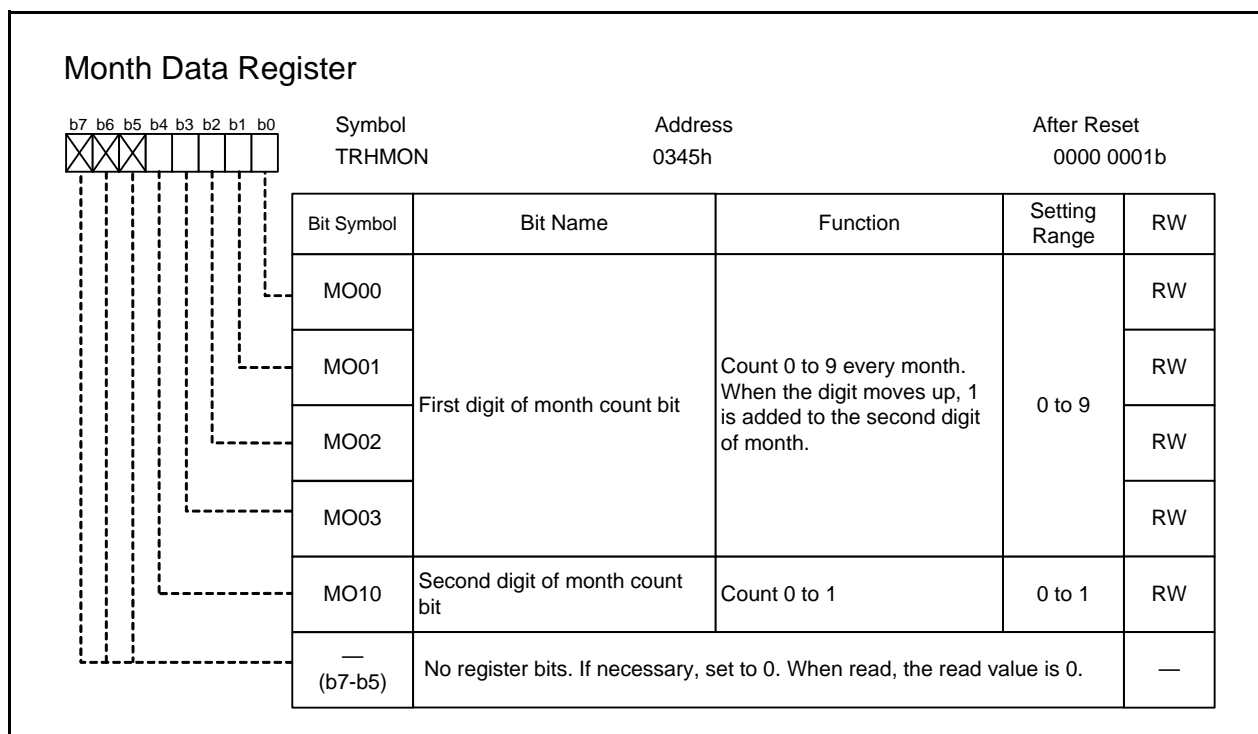 Month Data Register
b7 b6 b5 b4 b3 b2 b1 b0
Symbol Address After Reset
TRHMON 0345h 0000 0001b
Bit Symbol Bit Name Function Setting
Range RW
MO00 RW
MO01 RW
First digit of month count bit
Count 0 to 9 every month.
When the digit moves up, 1
is added to the second digit
of month.
0 to 9
MO02 RW
MO03 RW
MO10
Second digit of month count
bit
Count 0 to 1 0 to 1 RW
—
(b7-b5)
No register bits. If necessary, set to 0. When read, the read value is 0. —